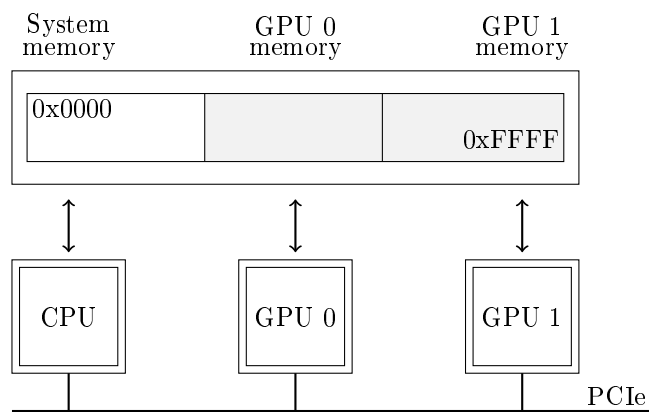 System
memory
GPU 0
memory
GPU 1
memory
0x0000
0xFFFF
CPU
GPU 0
GPU 1
PCIe